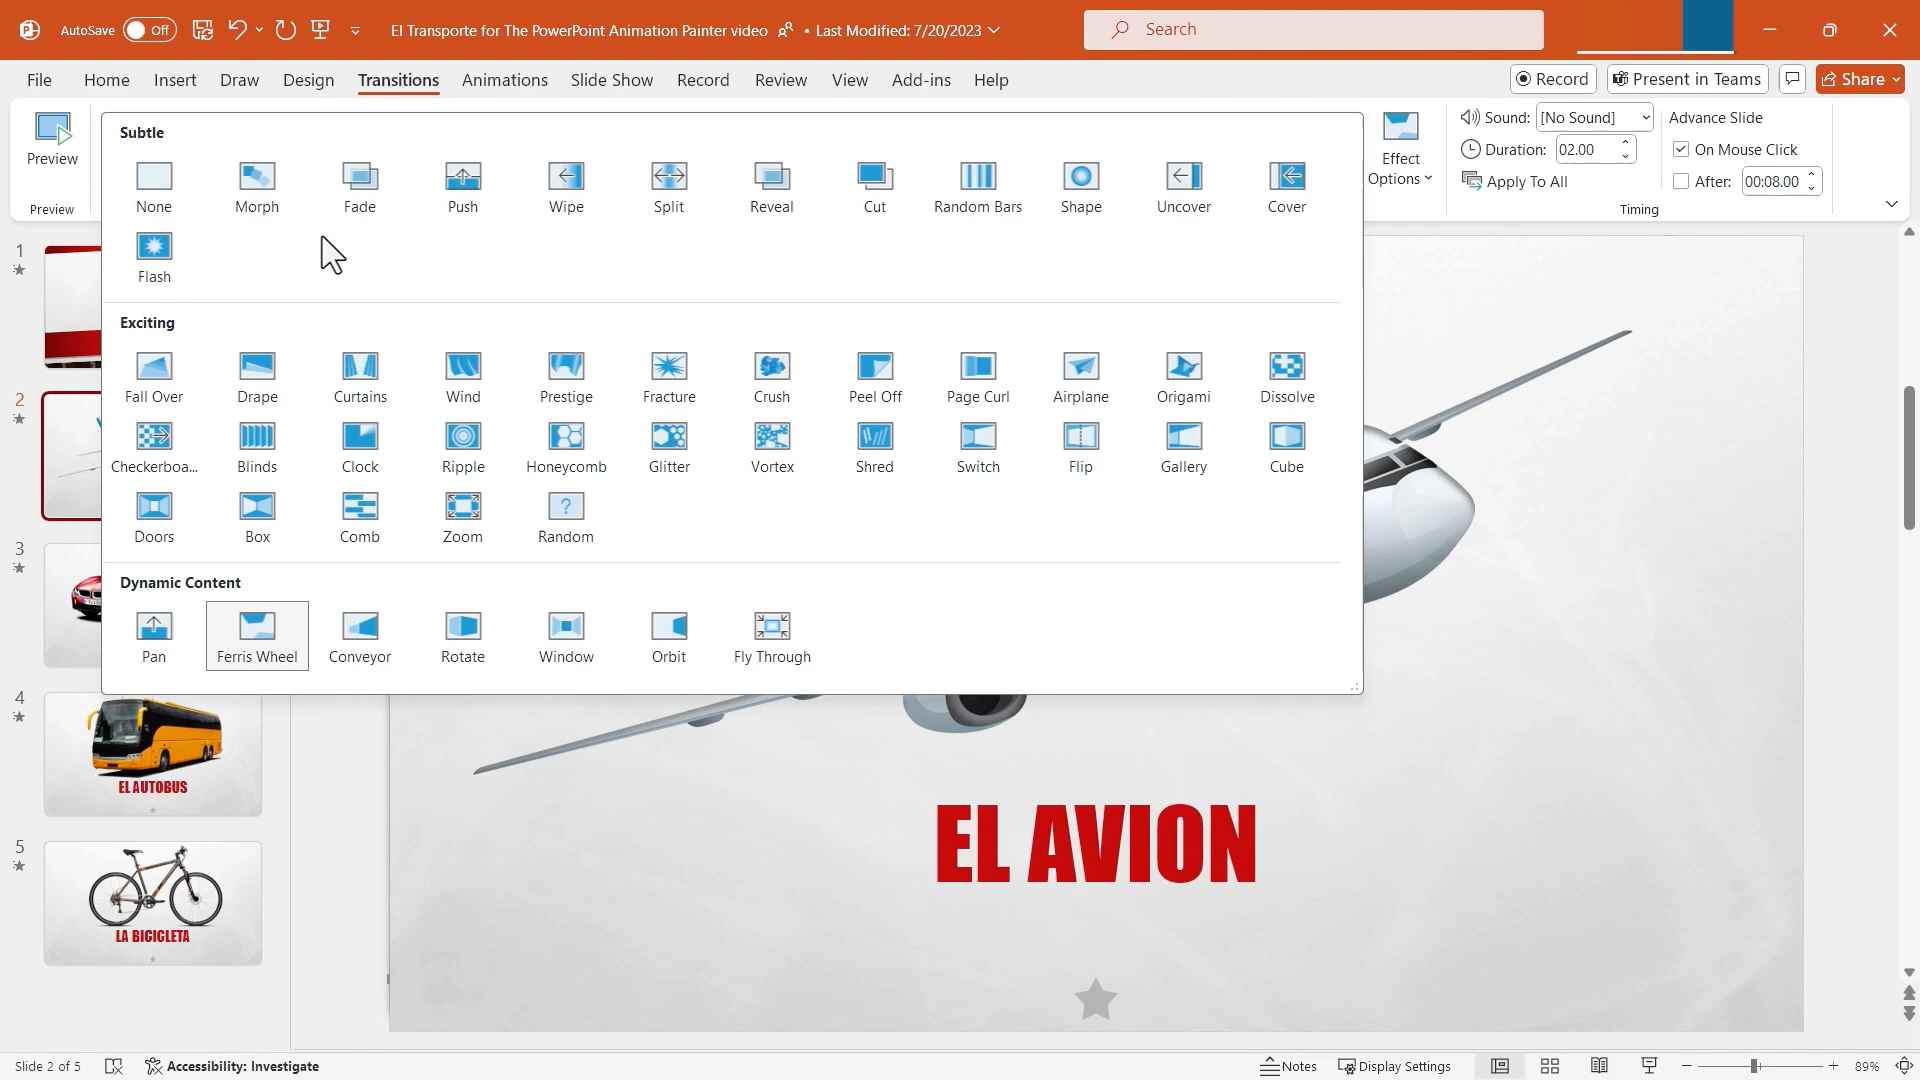 AutoSave Off El Transporte for The PowerPoint Animation Painter video • Last Modified: 7/20/2023 Search
File Home Insert Draw Design Transitions Animations Slide Show Record Review View Add-ins Help Record Present in Teams Share
Preview
Preview
Subtle
None Morph Fade Push Wipe Split Reveal Cut Random Bars Shape Uncover Cover
Flash
Effect
Options
Sound: [No Sound] Advance Slide
Duration: 02.00 On Mouse Click
Apply To All After: 00:08.00
Timing
Exciting
Fall Over Drape Curtains Wind Prestige Fracture Crush Peel Off Page Curl Airplane Origami Dissolve
Checkerboa... Blinds Clock Ripple Honeycomb Glitter Vortex Shred Switch Flip Gallery Cube
Doors Box Comb Zoom ? Random
Dynamic Content
Pan Ferris Wheel Conveyor Rotate Window Orbit Fly Through
1
2
3
4
EL AUTOBUS
5
LA BICICLETA
EL AVION
Slide 2 of 5 Accessibility: Investigate Notes Display Settings 89%